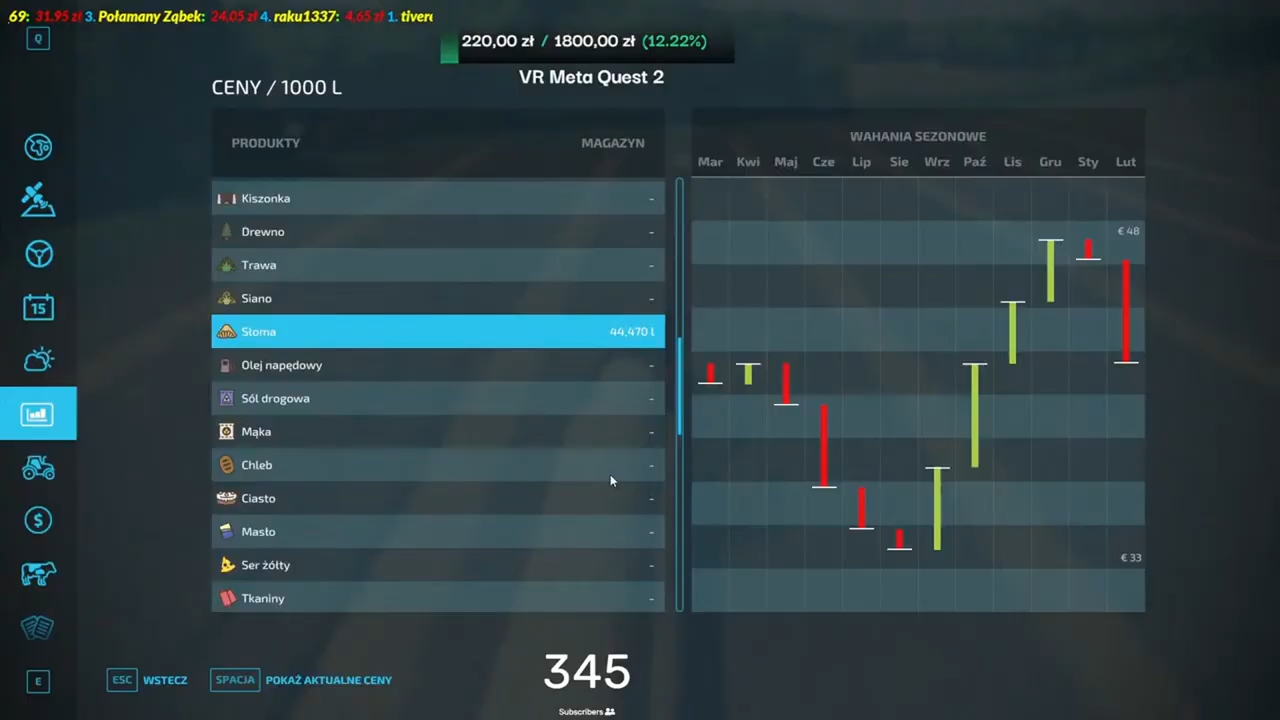 69: 31.95 zł 3. Połamany Ząbek: 24.05 zł 4. raku1337: 4.65 zł 1. tivere
Q
220,00 zł / 1800,00 zł (12.22%)
VR Meta Quest 2
CENY / 1000 L
PRODUKTY MAGAZYN
Kiszonka -
Drewno -
Trawa -
Siano -
Słoma 44,470 l
Olej napędowy -
Sól drogowa -
Mąka -
Chleb -
Ciasto -
Masło -
Ser żółty -
Tkaniny -
WAHANIA SEZONOWE
Mar Kwi Maj Cze Lip Sie Wrz Paź Lis Gru Sty Lut
€ 48
€ 33
15
E
ESC WSTECZ SPACJA POKAŻ AKTUALNE CENY
345
Subscribers